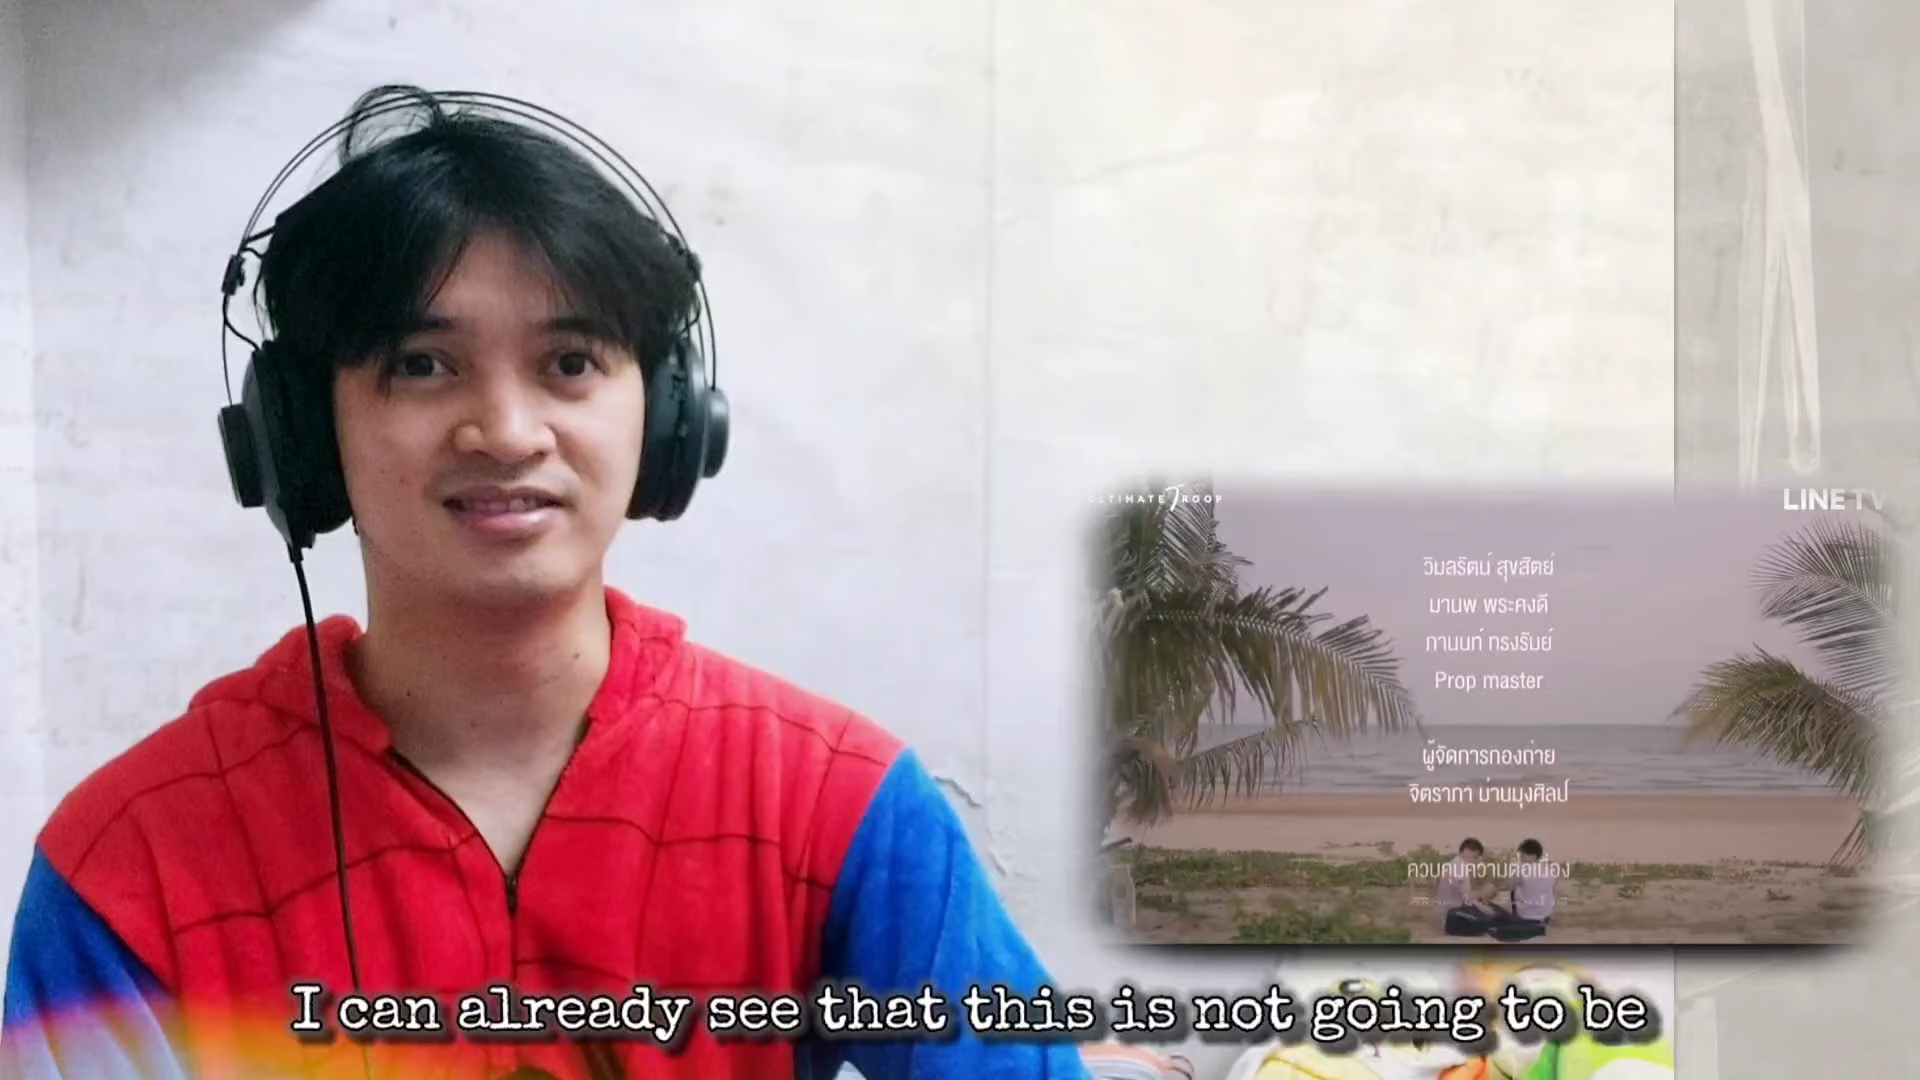 ULTIMATE TROOP
LINE TV
วิมลรัตน์ สุขสัตย์
มานพ พระคงดี
ภานนท์ ทรงริมย์
Prop master
ผู้จัดการกองถ่าย
จิตราภา ม่านมุงศิลป์
ควบคุมความต่อเนื่อง
I can already see that this is not going to be